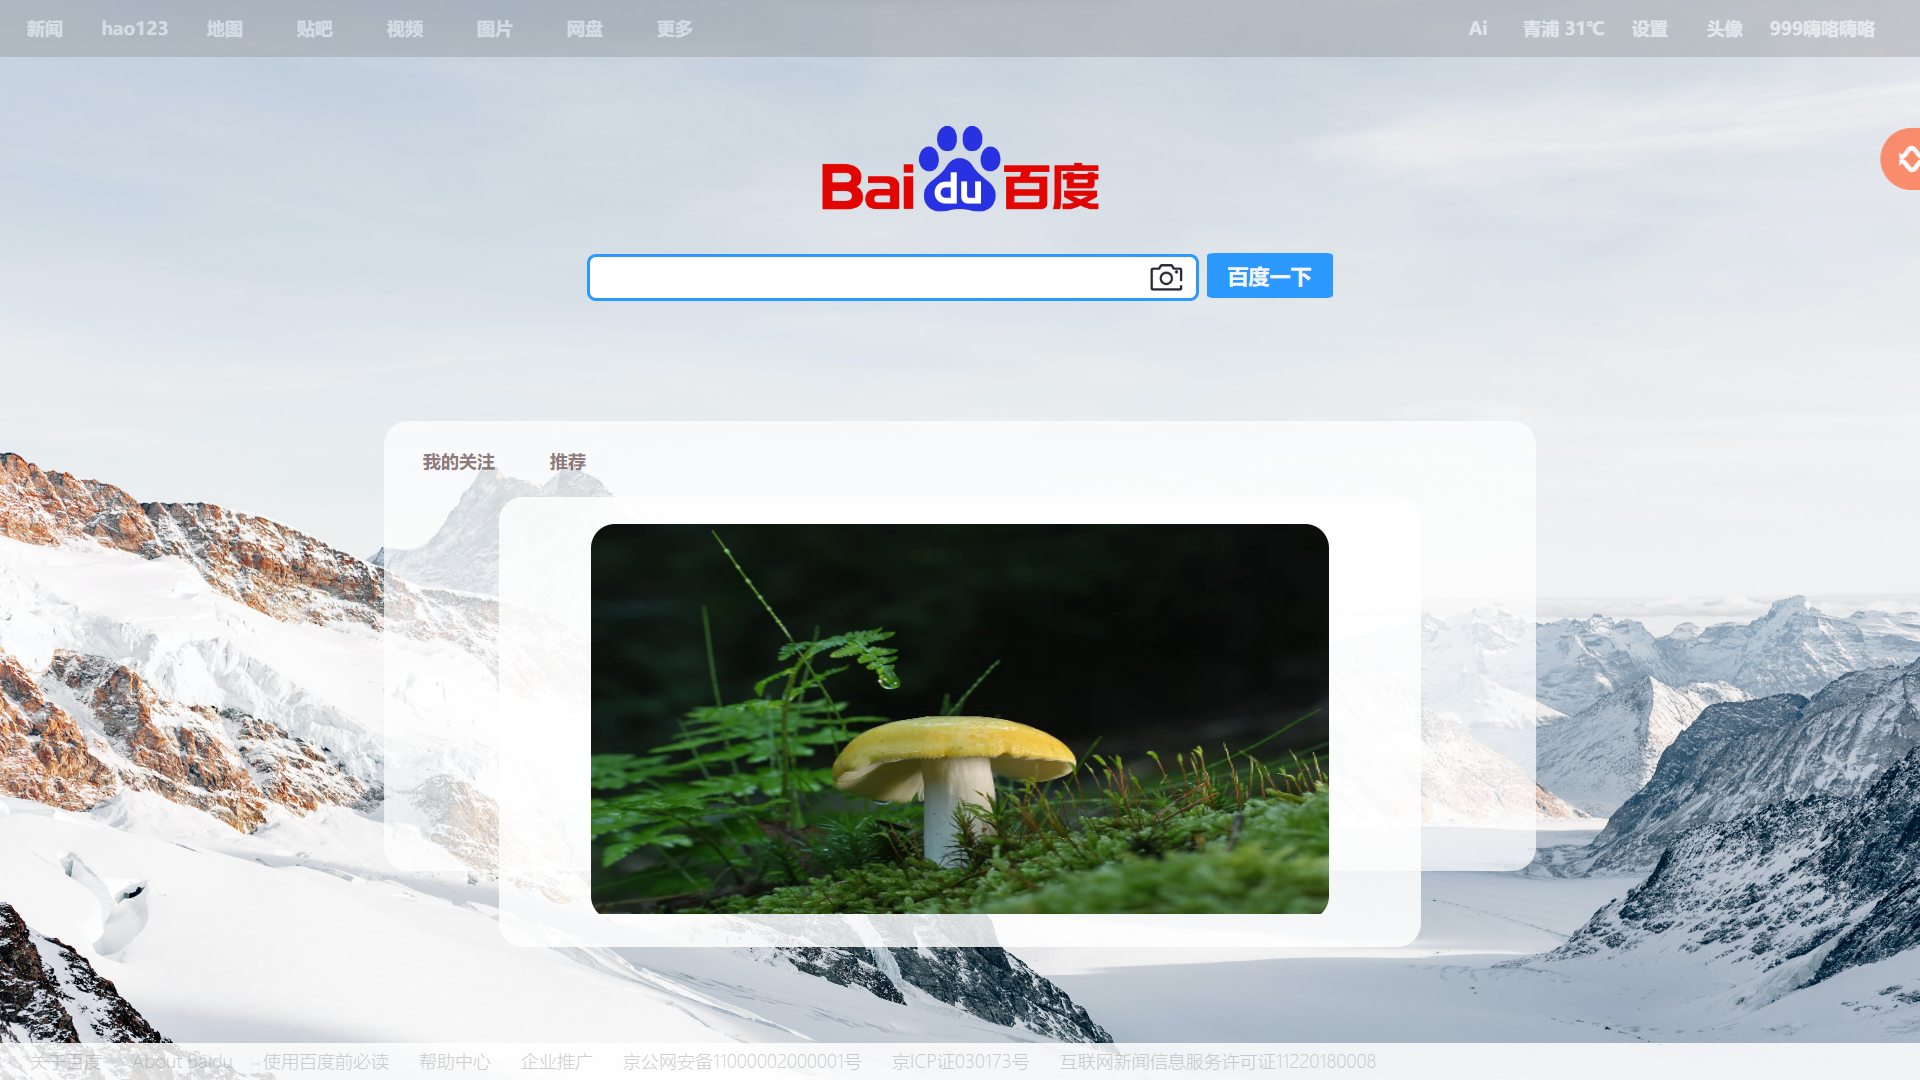 新闻 hao123 地图 贴吧 视频 图片 网盘 更多 Ai 青浦 31℃ 设置 头像 999嗨咯嗨咯
Bai du 百度
百度一下
我的关注 推荐
关于百度 About Baidu 使用百度前必读 帮助中心 企业推广 京公网安备11000002000001号 京ICP证030173号 互联网新闻信息服务许可证11220180008